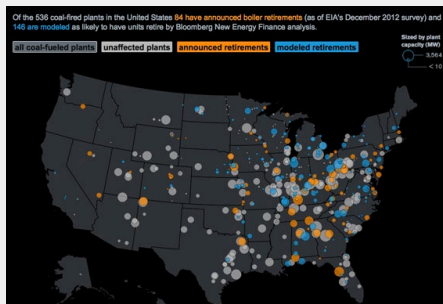 Of the 536 coal-fired plants in the United States 84 have announced boiler retirements (as of EIA's December 2012 survey) and
146 are modeled as likely to have units retire by Bloomberg New Energy Finance analysis.
all coal-fueled plants unaffected plants announced retirements modeled retirements
Sized by plant
capacity (MW)
3,564
< 10